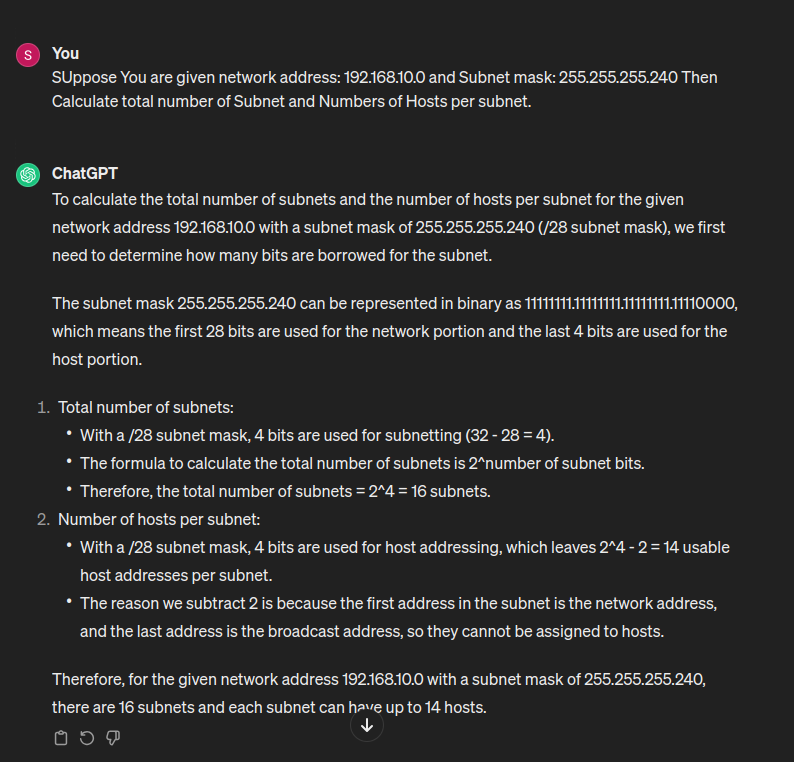 S
You
SUppose You are given network address: 192.168.10.0 and Subnet mask: 255.255.255.240 Then
Calculate total number of Subnet and Numbers of Hosts per subnet.
ChatGPT
To calculate the total number of subnets and the number of hosts per subnet for the given
network address 192.168.10.0 with a subnet mask of 255.255.255.240 (/28 subnet mask), we first
need to determine how many bits are borrowed for the subnet.
The subnet mask 255.255.255.240 can be represented in binary as 11111111.11111111.11111111.11110000,
which means the first 28 bits are used for the network portion and the last 4 bits are used for the
host portion.
1. Total number of subnets:
• With a /28 subnet mask, 4 bits are used for subnetting (32 - 28 = 4).
• The formula to calculate the total number of subnets is 2^number of subnet bits.
• Therefore, the total number of subnets = 2^4 = 16 subnets.
2. Number of hosts per subnet:
• With a /28 subnet mask, 4 bits are used for host addressing, which leaves 2^4 - 2 = 14 usable
host addresses per subnet.
• The reason we subtract 2 is because the first address in the subnet is the network address,
and the last address is the broadcast address, so they cannot be assigned to hosts.
Therefore, for the given network address 192.168.10.0 with a subnet mask of 255.255.255.240,
there are 16 subnets and each subnet can have up to 14 hosts.